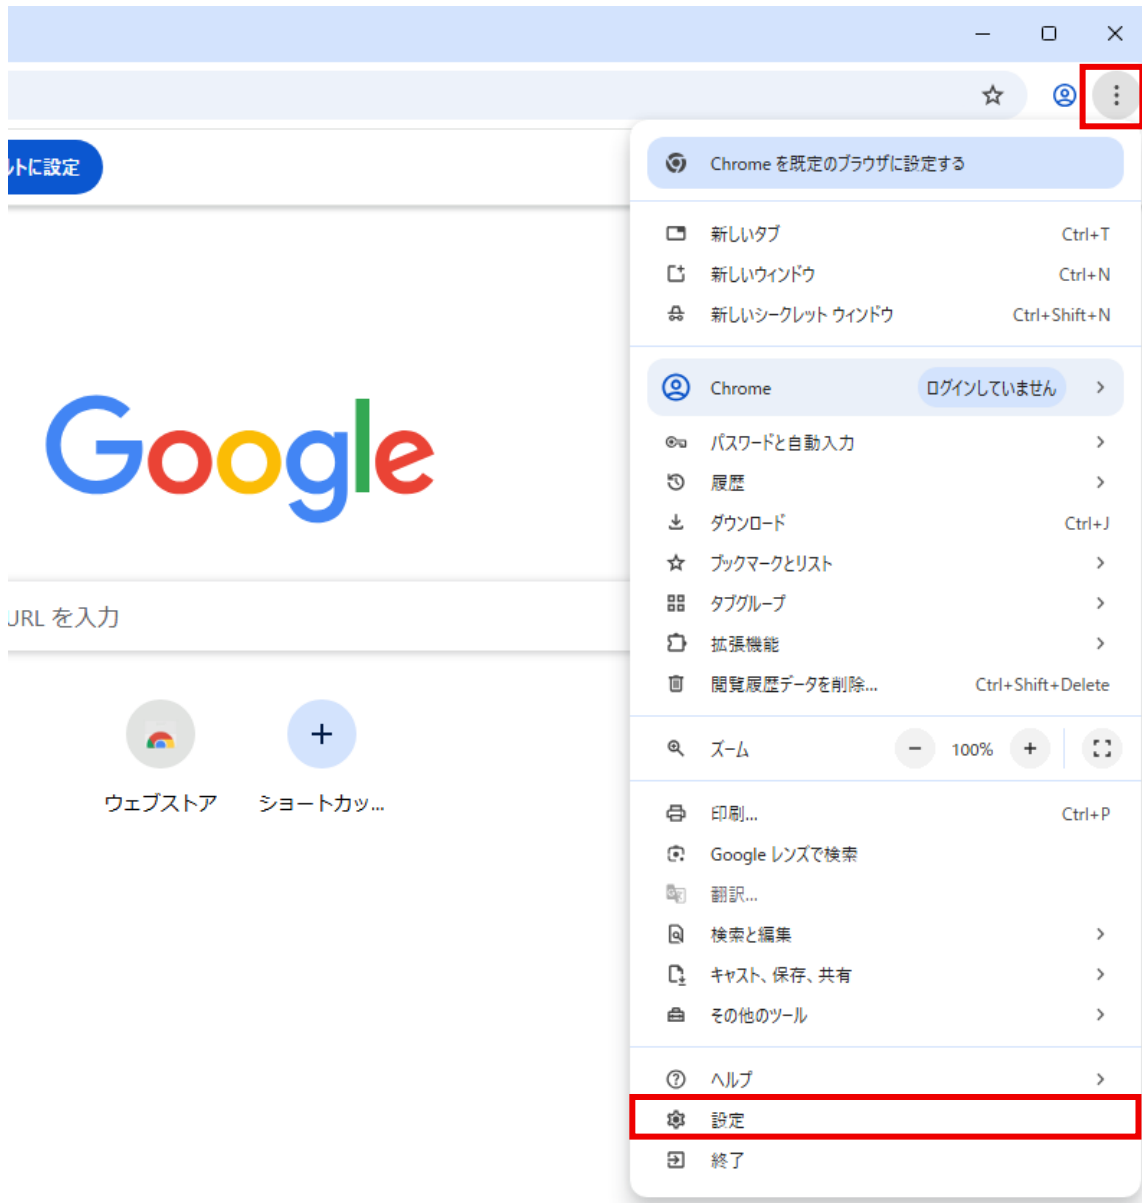 ルトに設定
Chrome を既定のブラウザに設定する
新しいタブ Ctrl+T
新しいウィンドウ Ctrl+N
新しいシークレット ウィンドウ Ctrl+Shift+N
Chrome ログインしていません
パスワードと自動入力
履歴
ダウンロード Ctrl+J
ブックマークとリスト
タブグループ
拡張機能
閲覧履歴データを削除... Ctrl+Shift+Delete
ズーム − 100% +
印刷... Ctrl+P
Google レンズで検索
翻訳...
検索と編集
キャスト、保存、共有
その他のツール
ヘルプ
設定
終了
Google
URL を入力
ウェブストア ショートカッ...